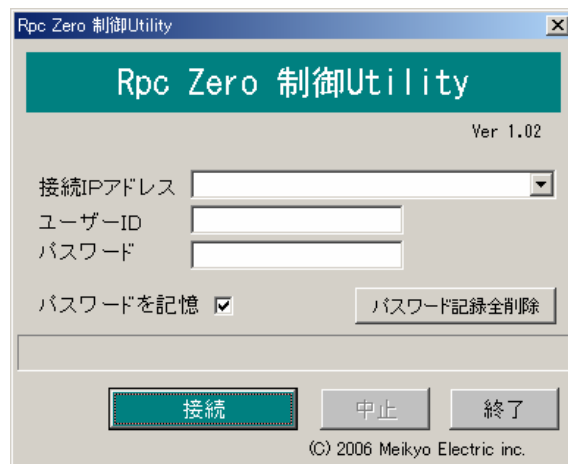 Rpc Zero 制御Utility
Rpc Zero 制御Utility
Ver 1.02
接続IPアドレス
ユーザーID
パスワード
パスワードを記憶
パスワード記録全削除
接続
中止
終了
(C) 2006 Meikyo Electric inc.